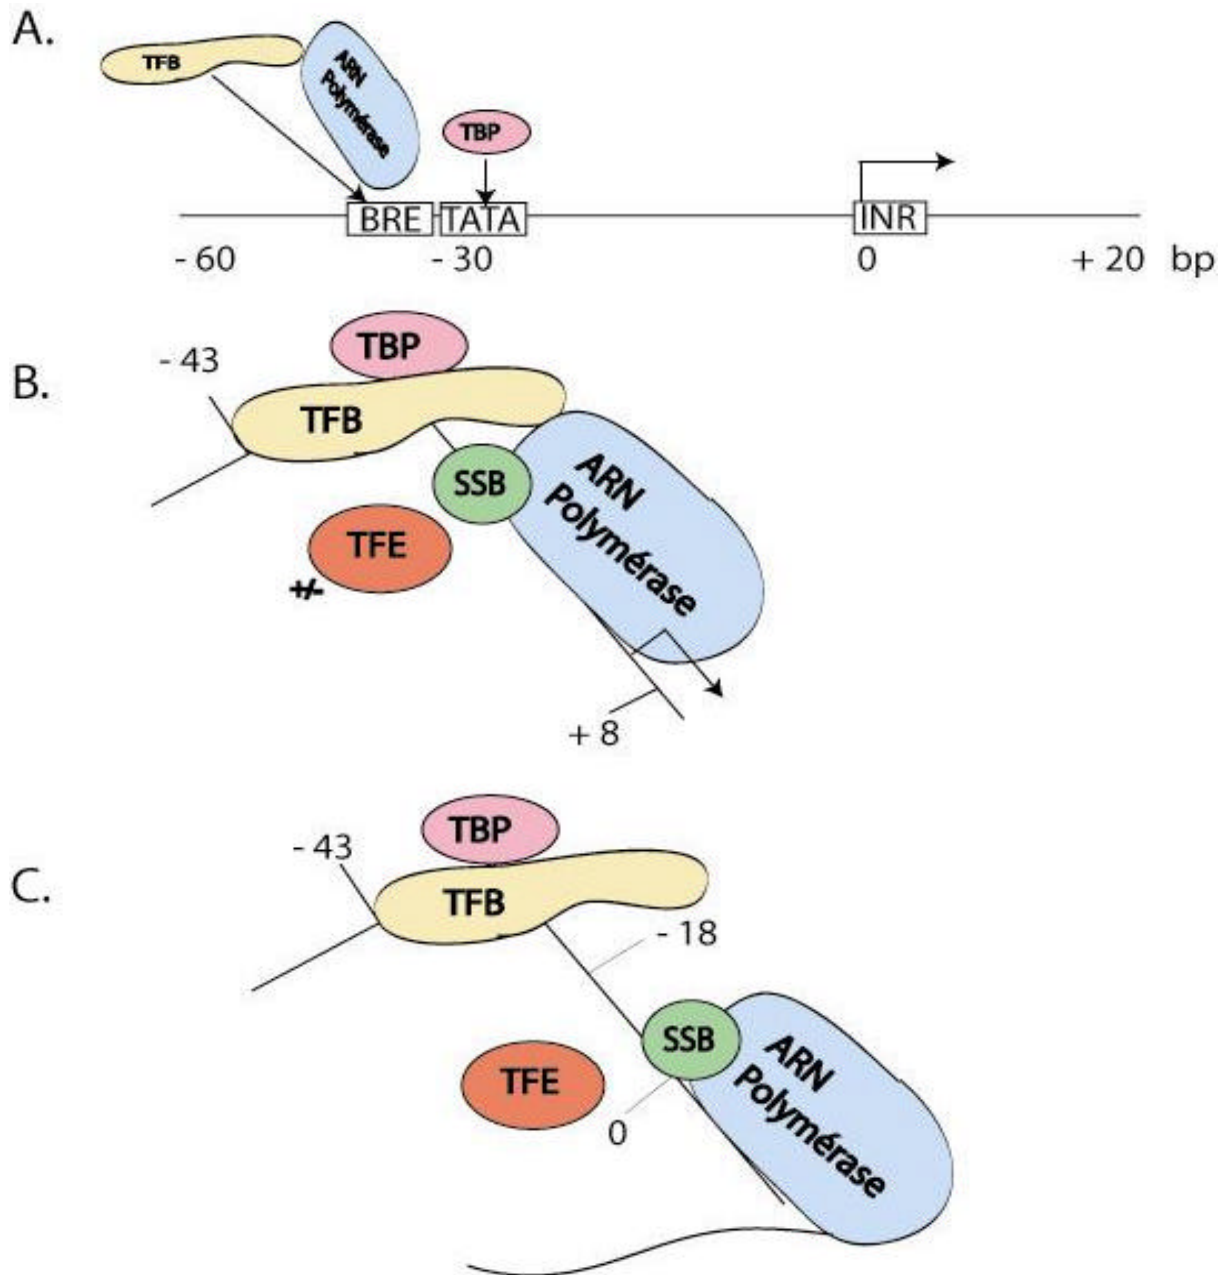 A.
TFB
ARN
Polymérase
TBP
BRE TATA INR
- 60 - 30 0 + 20 bp
B.
- 43
TBP
TFB
SSB
ARN
Polymérase
TFE
+/-
+ 8
C.
- 43
TBP
TFB
- 18
SSB
ARN
Polymérase
TFE
0